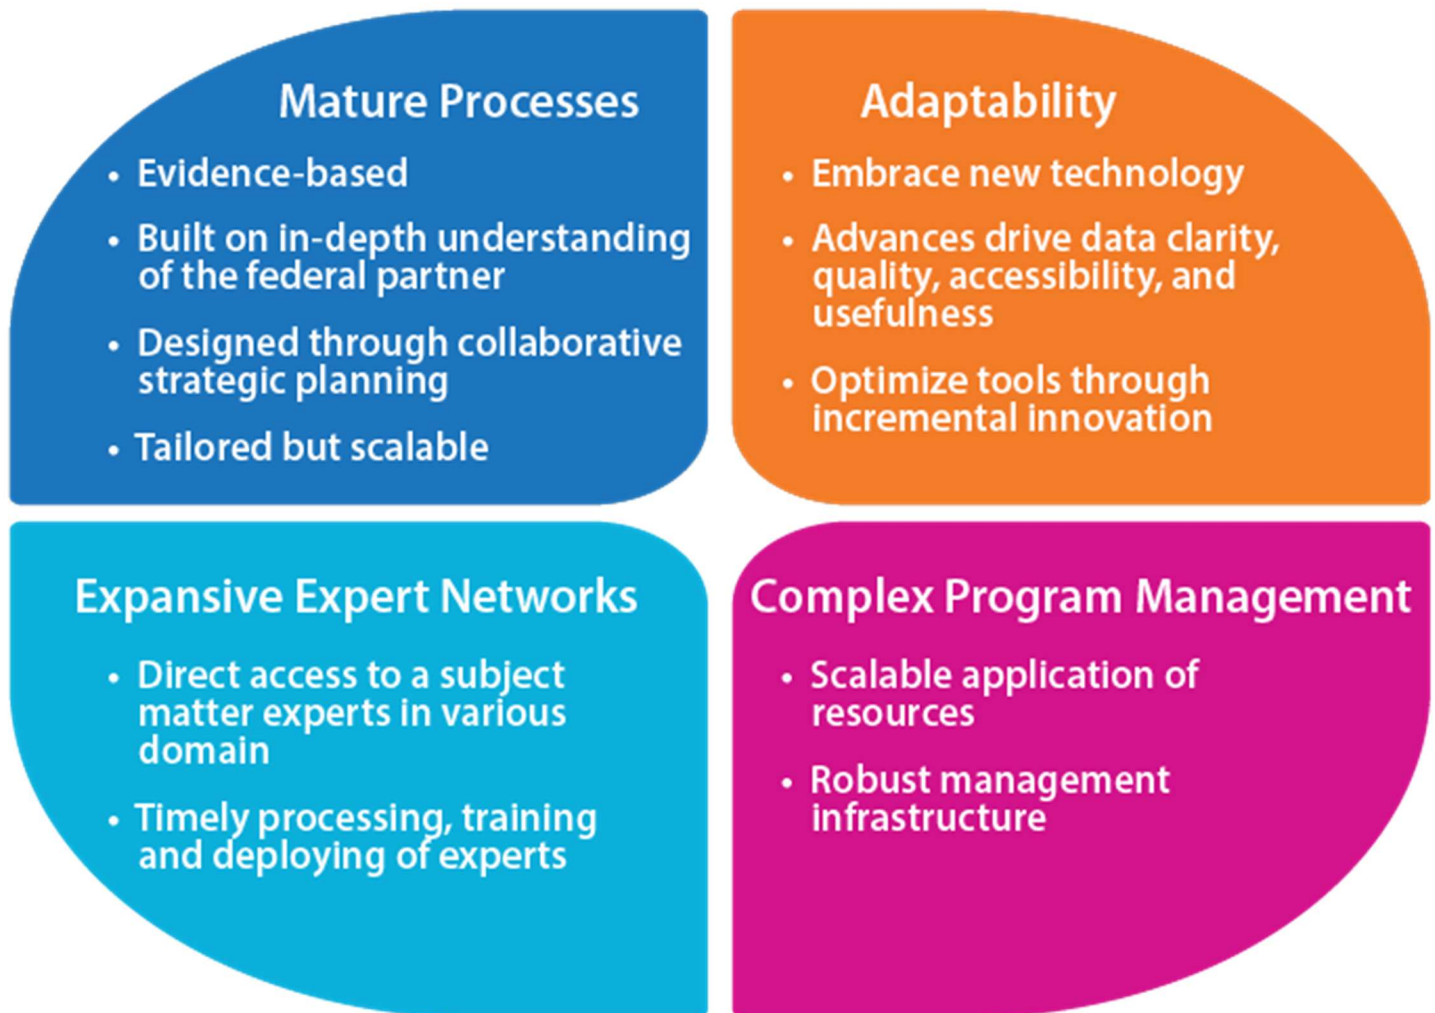 Mature Processes
• Evidence-based
• Built on in-depth understanding
of the federal partner
• Designed through collaborative
strategic planning
• Tailored but scalable
Adaptability
• Embrace new technology
• Advances drive data clarity,
quality, accessibility, and
usefulness
• Optimize tools through
incremental innovation
Expansive Expert Networks
• Direct access to a subject
matter experts in various
domain
• Timely processing, training
and deploying of experts
Complex Program Management
• Scalable application of
resources
• Robust management
infrastructure